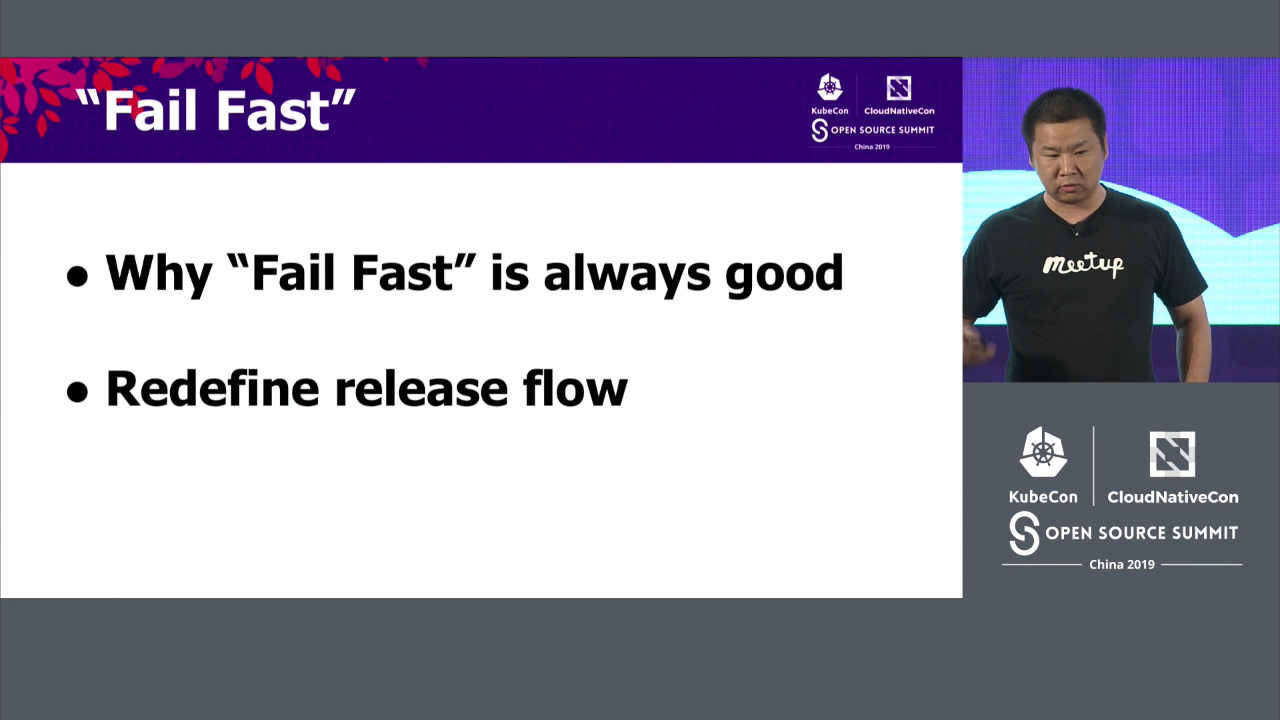 “Fail Fast”
KubeCon
CloudNativeCon
OPEN SOURCE SUMMIT
China 2019
● Why “Fail Fast” is always good
● Redefine release flow
meetup
KubeCon
CloudNativeCon
OPEN SOURCE SUMMIT
China 2019